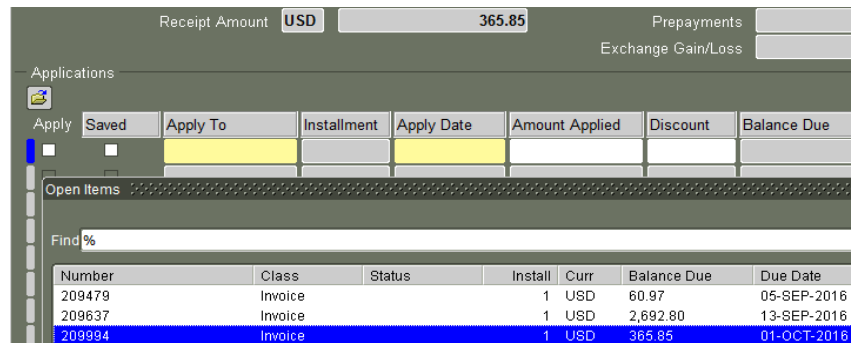 Receipt Amount USD 365.85 Prepayments
Exchange Gain/Loss
Applications
Apply Saved Apply To Installment Apply Date Amount Applied Discount Balance Due
Open Items
Find %
Number Class Status Install Curr Balance Due Due Date
209479 Invoice 1 USD 60.97 05-SEP-2016
209637 Invoice 1 USD 2,692.80 13-SEP-2016
209994 Invoice 1 USD 365.85 01-OCT-2016